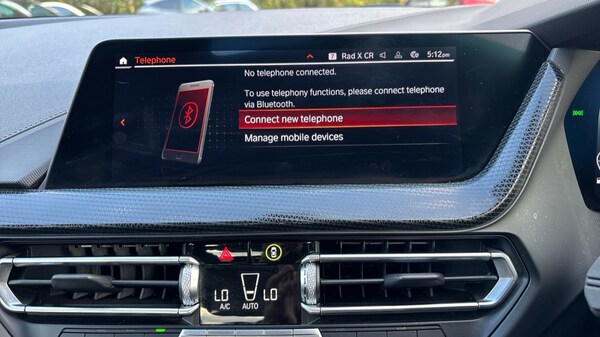 Telephone
7 Rad X CR 5:12pm
No telephone connected.
To use telephony functions, please connect telephone
via Bluetooth.
Connect new telephone
Manage mobile devices
LO LO
A/C AUTO